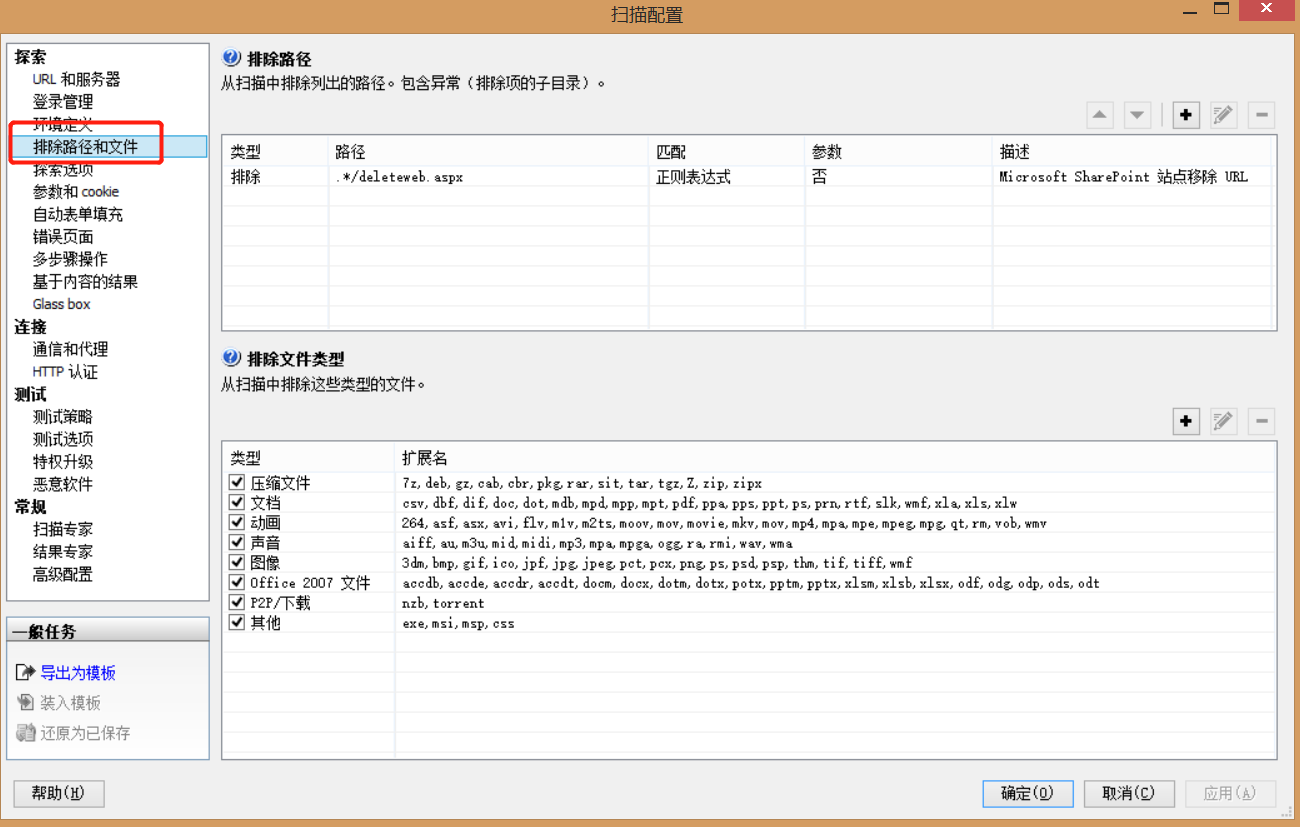 扫描配置
探索
URL 和服务器
登录管理
环境定义
排除路径和文件
探索选项
参数和 cookie
自动表单填充
错误页面
多步骤操作
基于内容的结果
Glass box
连接
通信和代理
HTTP 认证
测试
测试策略
测试选项
特权升级
恶意软件
常规
扫描专家
结果专家
高级配置
一般任务
导出为模板
装入模板
还原为已保存
排除路径
从扫描中排除列出的路径。包含异常（排除项的子目录）。
类型 路径 匹配 参数 描述
排除 .*/deleteweb.aspx 正则表达式 否 Microsoft SharePoint 站点移除 URL
排除文件类型
从扫描中排除这些类型的文件。
类型 扩展名
压缩文件 7z, deb, gz, cab, cbr, pkg, rar, sit, tar, tgz, Z, zip, zipx
文档 csv, dbf, dif, doc, dot, mdb, mpd, mpp, mpt, pdf, ppa, pps, ppt, ps, prn, rtf, slk, wmf, xla, xls, xlw
动画 264, asf, asx, avi, flv, m1v, m2ts, moov, mov, movie, mkv, mov, mp4, mpa, mpe, mpeg, mpg, qt, rm, vob, wmv
声音 aiff, au, m3u, mid, midi, mp3, mpa, mpga, ogg, ra, rmi, wav, wma
图像 3dm, bmp, gif, ico, jpf, jpg, jpeg, pct, pcx, png, ps, psd, psp, thm, tif, tiff, wmf
Office 2007 文件 accdb, accde, accdr, accdt, docm, docx, dotm, dotx, potx, pptm, pptx, xlsm, xlsb, xlsx, odf, odg, odp, ods, odt
P2P/下载 nzb, torrent
其他 exe, msi, msp, css
帮助(H) 确定(O) 取消(C) 应用(A)